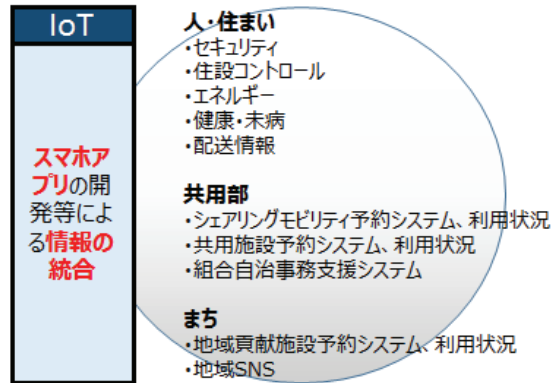 IoT
スマホア
プリの開
発等によ
る情報の
統合
人・住まい
・セキュリティ
・住設コントロール
・エネルギー
・健康・未病
・配送情報
共用部
・シェアリングモビリティ予約システム、利用状況
・共用施設予約システム、利用状況
・組合自治事務支援システム
まち
・地域貢献施設予約システム、利用状況
・地域SNS